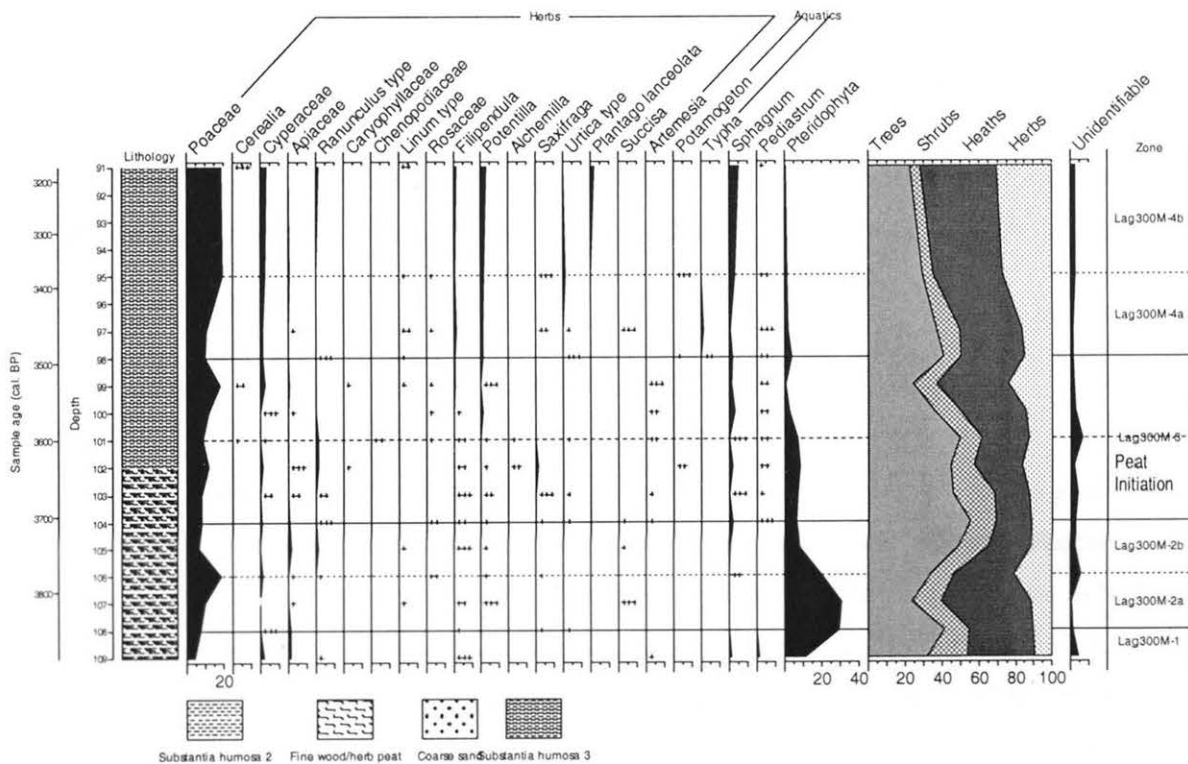 Herbs
Aquatics
Poaceae
Cerealia
Cyperaceae
Apiaceae
Ranunculus type
Caryophyllaceae
Chenopodiaceae
Linum type
Rosaceae
Filipendula
Potentilla
Alchemilla
Saxifraga
Urtica type
Plantago lanceolata
Succisa
Artemesia
Potamogeton
Typha
Sphagnum
Pediastrum
Pteridophyta
Trees
Shrubs
Heaths
Herbs
Unidentifiable
Lithology
Zone
Sample age (cal. BP)
3200
3300
3400
3500
3600
3700
3800
Depth
91
92
93
94
95
96
97
98
99
100
101
102
103
104
105
106
107
108
109
Lag300M-4b
Lag300M-4a
Lag300M-3
Peat
Initiation
Lag300M-2b
Lag300M-2a
Lag300M-1
20
20 40
20 40 60 80 100
Substantia humosa 2
Fine wood/herb peat
Coarse sand
Substantia humosa 3